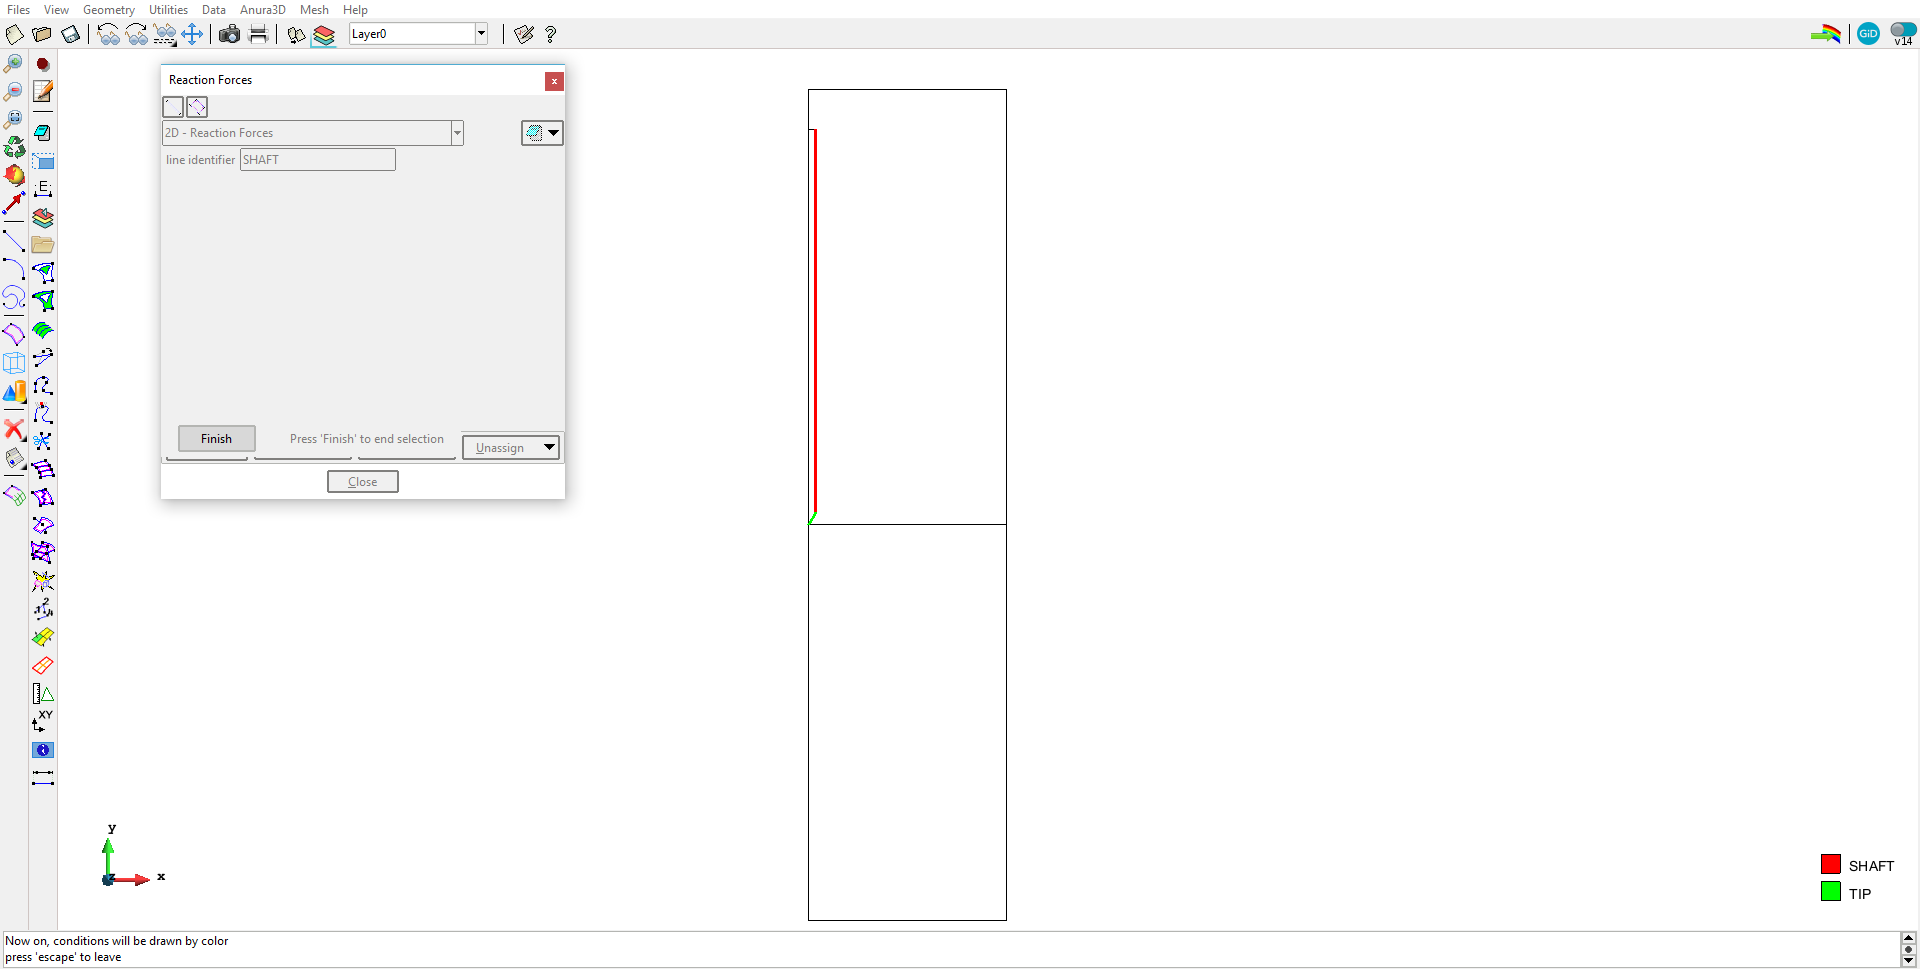 Files View Geometry Utilities Data Anura3D Mesh Help
Layer0
GiD
v14
Reaction Forces
x
2D - Reaction Forces
line identifier SHAFT
Finish Press 'Finish' to end selection
Unassign
Close
E
2
XY
y
z x
SHAFT
TIP
Now on, conditions will be drawn by color
press 'escape' to leave